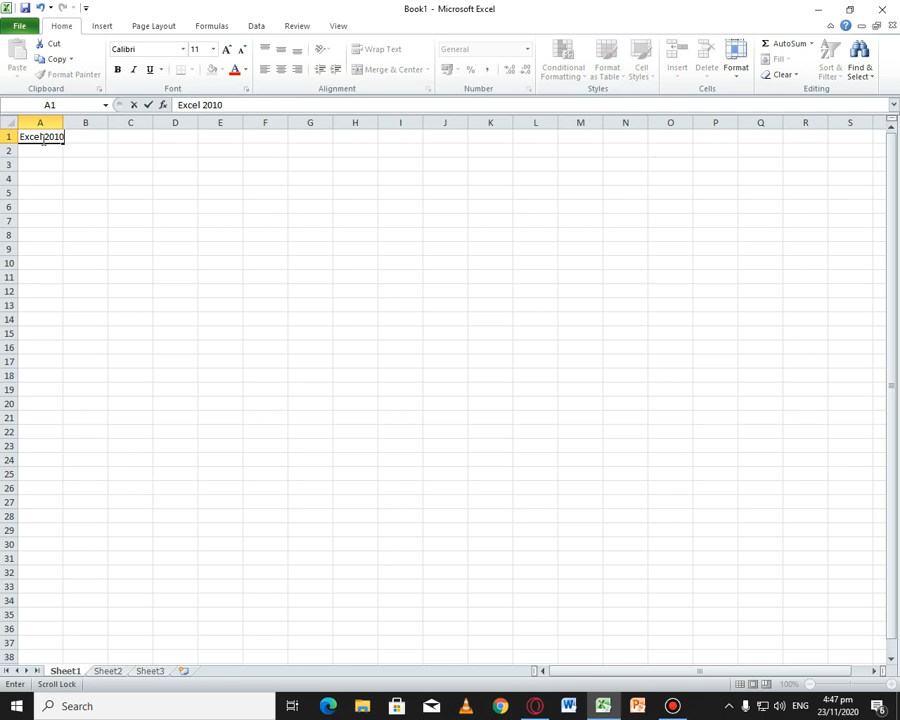 Book1 - Microsoft Excel
File Home Insert Page Layout Formulas Data Review View
Paste
Cut
Copy
Format Painter
Clipboard
Calibri 11
B I U
Font
Wrap Text
Merge & Center
Alignment
General
Number
Conditional Formatting
Format as Table
Cell Styles
Styles
Insert Delete Format
Cells
AutoSum
Fill
Clear
Sort & Filter
Find & Select
Editing
A1 fx Excel 2010
A B C D E F G H I J K L M N O P Q R S
1 Excel 2010
2
3
4
5
6
7
8
9
10
11
12
13
14
15
16
17
18
19
20
21
22
23
24
25
26
27
28
29
30
31
32
33
34
35
36
37
38
Sheet1 Sheet2 Sheet3
Enter Scroll Lock 100%
Search
ENG
4:47 pm
23/11/2020
6